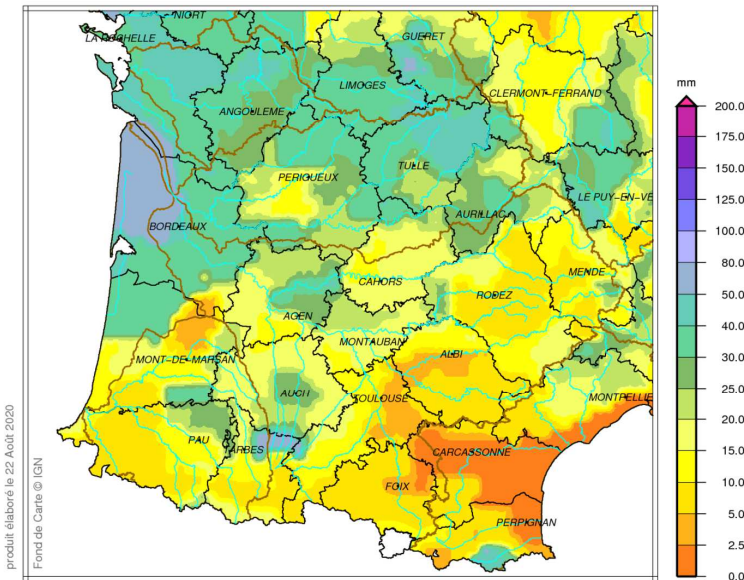 NIORT
LA ROCHELLE
GUERET
LIMOGES
CLERMONT-FERRAND
ANGOULEME
PERIGUEUX
TULLE
LE PUY-EN-VE
AURILLAC
BORDEAUX
CAHORS
MENDE
RODEZ
AGEN
MONTAUBAN
MONT-DE-MARSAN
ALBI
AUCH
TOULOUSE
MONTPELLIE
PAU
TARBES
CARCASSONNE
FOIX
PERPIGNAN
mm
200.0
175.0
150.0
125.0
100.0
80.0
60.0
50.0
40.0
30.0
25.0
20.0
15.0
10.0
5.0
2.5
0.0
produit élaboré le 22 Août 2020
Fond de Carte © IGN